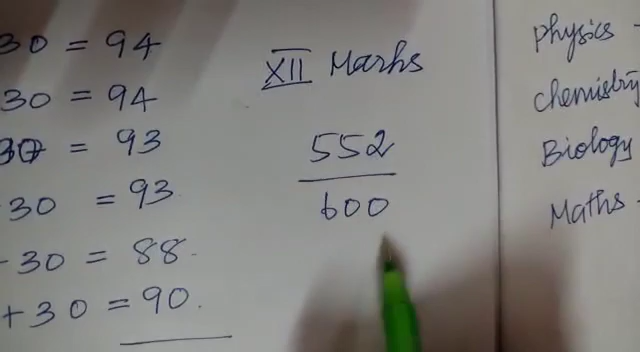 30 = 94
30 = 94
30 = 93
30 = 93
-30 = 88.
+30 = 90.
XII Marks
552
600
Physics -
Chemistry
Biology
Maths -